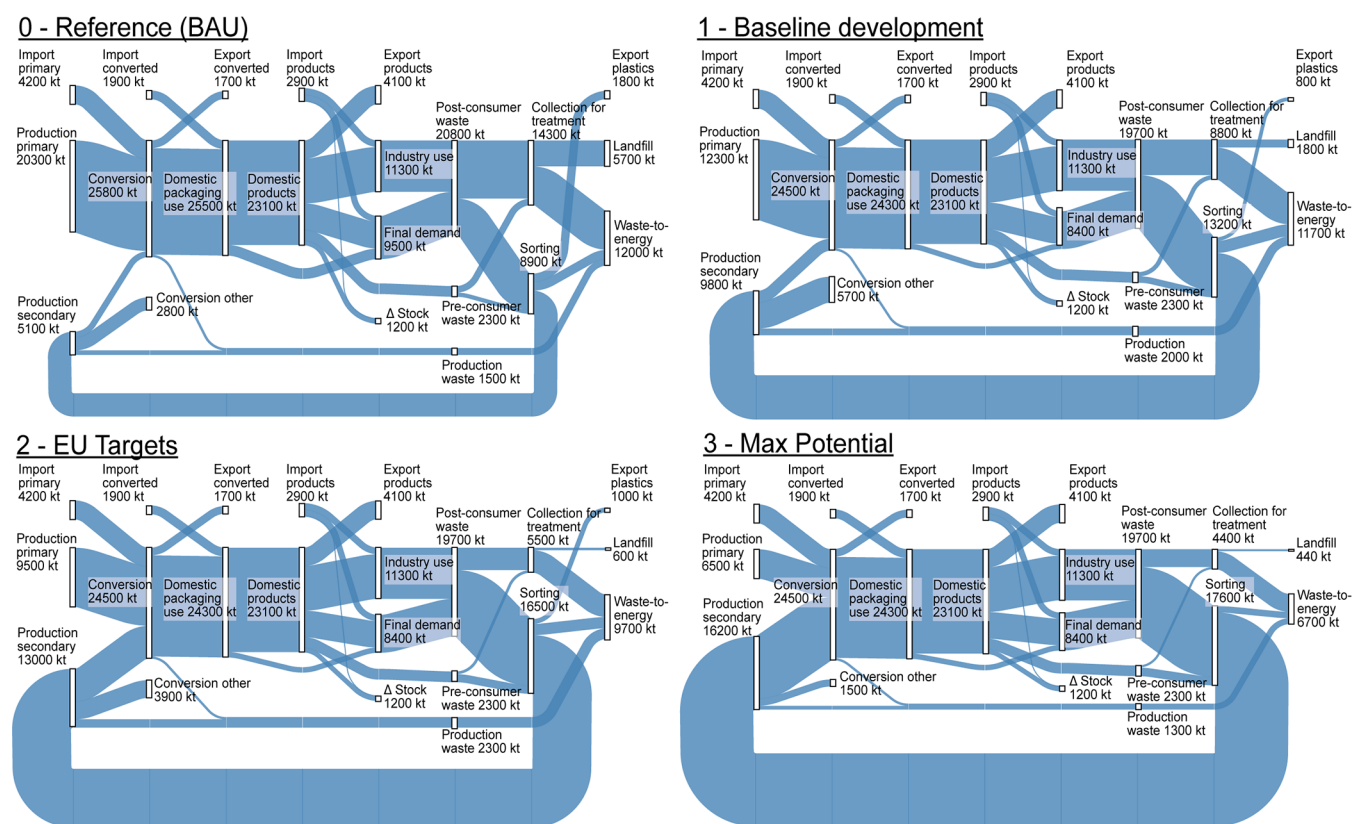 0 - Reference (BAU)
Import
primary
4200 kt
Import
converted
1900 kt
Export
converted
1700 kt
Import
products
2900 kt
Export
products
4100 kt
Export
plastics
1800 kt
Production
primary
20300 kt
Conversion
25800 kt
Domestic
packaging
use 25500 kt
Domestic
products
23100 kt
Industry use
11300 kt
Final demand
9500 kt
Post-consumer
waste
20800 kt
Collection for
treatment
14300 kt
Landfill
5700 kt
Waste-to-
energy
12000 kt
Sorting
8900 kt
Production
secondary
5100 kt
Conversion other
2800 kt
Δ Stock
1200 kt
Pre-consumer
waste 2300 kt
Production
waste 1500 kt
1 - Baseline development
Import
primary
4200 kt
Import
converted
1900 kt
Export
converted
1700 kt
Import
products
2900 kt
Export
products
4100 kt
Export
plastics
800 kt
Production
primary
12300 kt
Conversion
24500 kt
Domestic
packaging
use 24300 kt
Domestic
products
23100 kt
Industry use
11300 kt
Final demand
8400 kt
Post-consumer
waste
19700 kt
Collection for
treatment
8800 kt
Landfill
1800 kt
Waste-to-
energy
11700 kt
Sorting
13200 kt
Production
secondary
9800 kt
Conversion other
5700 kt
Δ Stock
1200 kt
Pre-consumer
waste 2300 kt
Production
waste 2000 kt
2 - EU Targets
Import
primary
4200 kt
Import
converted
1900 kt
Export
converted
1700 kt
Import
products
2900 kt
Export
products
4100 kt
Export
plastics
1000 kt
Production
primary
9500 kt
Conversion
24500 kt
Domestic
packaging
use 24300 kt
Domestic
products
23100 kt
Industry use
11300 kt
Final demand
8400 kt
Post-consumer
waste
19700 kt
Collection for
treatment
5500 kt
Landfill
600 kt
Waste-to-
energy
9700 kt
Sorting
16500 kt
Production
secondary
13000 kt
Conversion other
3900 kt
Δ Stock
1200 kt
Pre-consumer
waste 2300 kt
Production
waste 2300 kt
3 - Max Potential
Import
primary
4200 kt
Import
converted
1900 kt
Export
converted
1700 kt
Import
products
2900 kt
Export
products
4100 kt
Production
primary
6500 kt
Conversion
24500 kt
Domestic
packaging
use 24300 kt
Domestic
products
23100 kt
Industry use
11300 kt
Final demand
8400 kt
Post-consumer
waste
19700 kt
Collection for
treatment
4400 kt
Landfill
440 kt
Waste-to-
energy
6700 kt
Sorting
17600 kt
Production
secondary
16200 kt
Conversion other
1500 kt
Δ Stock
1200 kt
Pre-consumer
waste 2300 kt
Production
waste 1300 kt